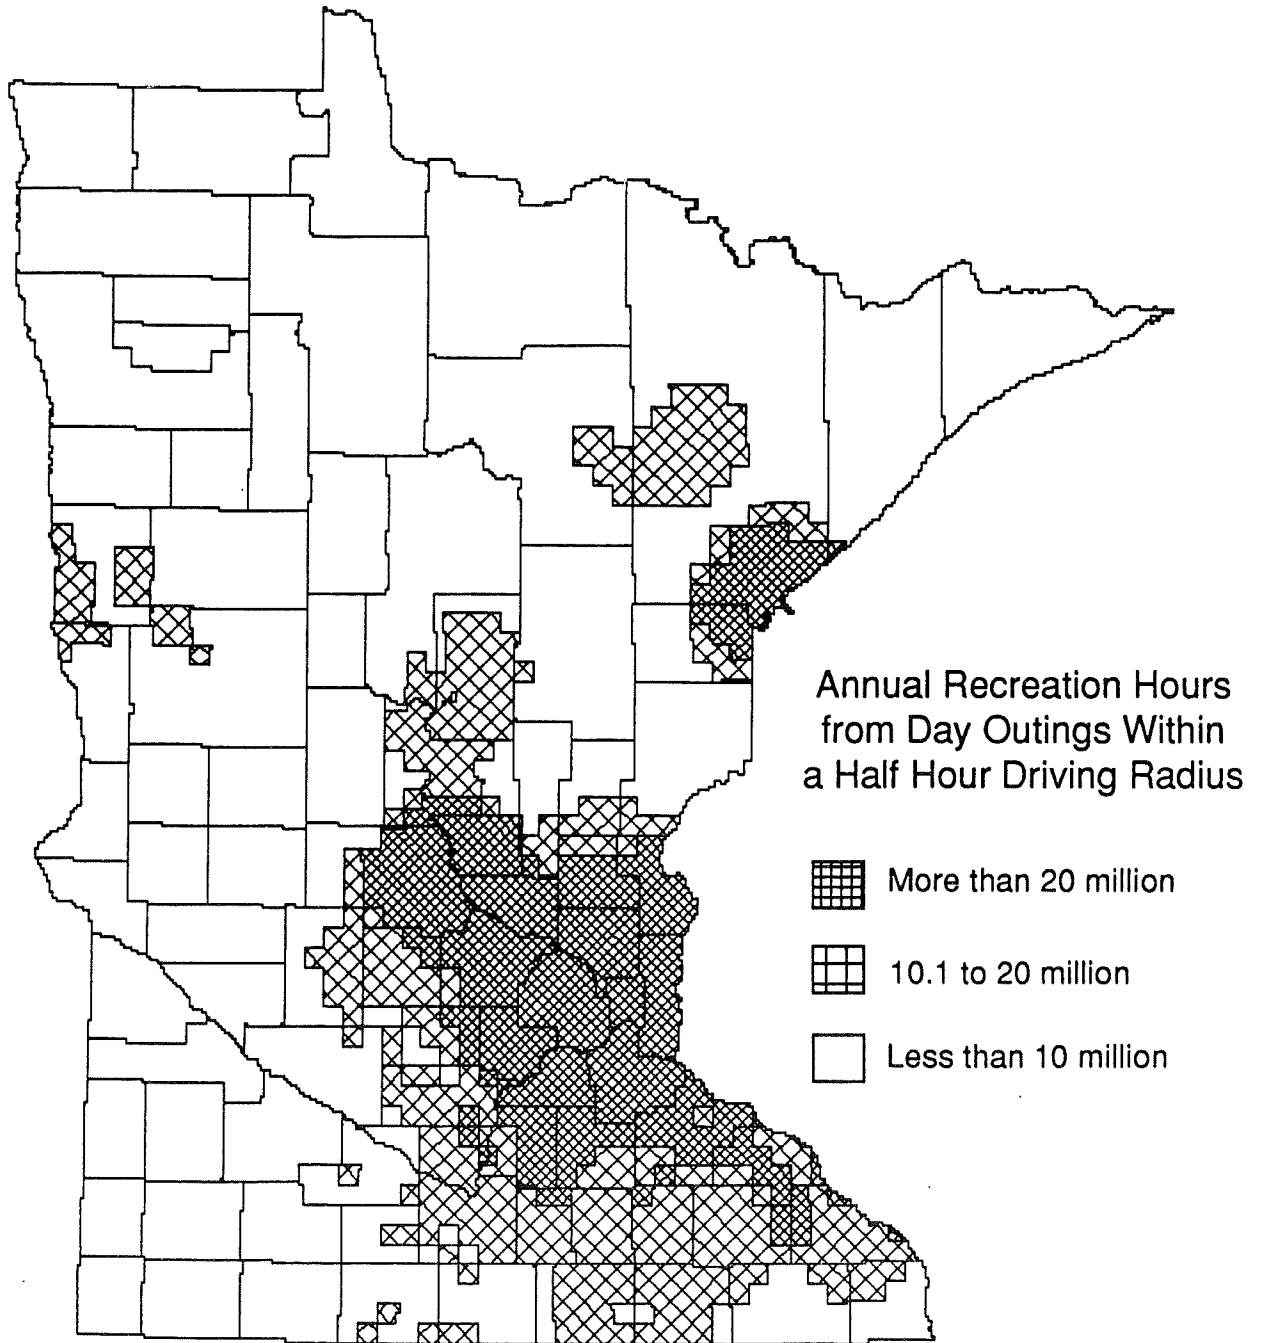 Annual Recreation Hours
from Day Outings Within
a Half Hour Driving Radius
More than 20 million
10.1 to 20 million
Less than 10 million